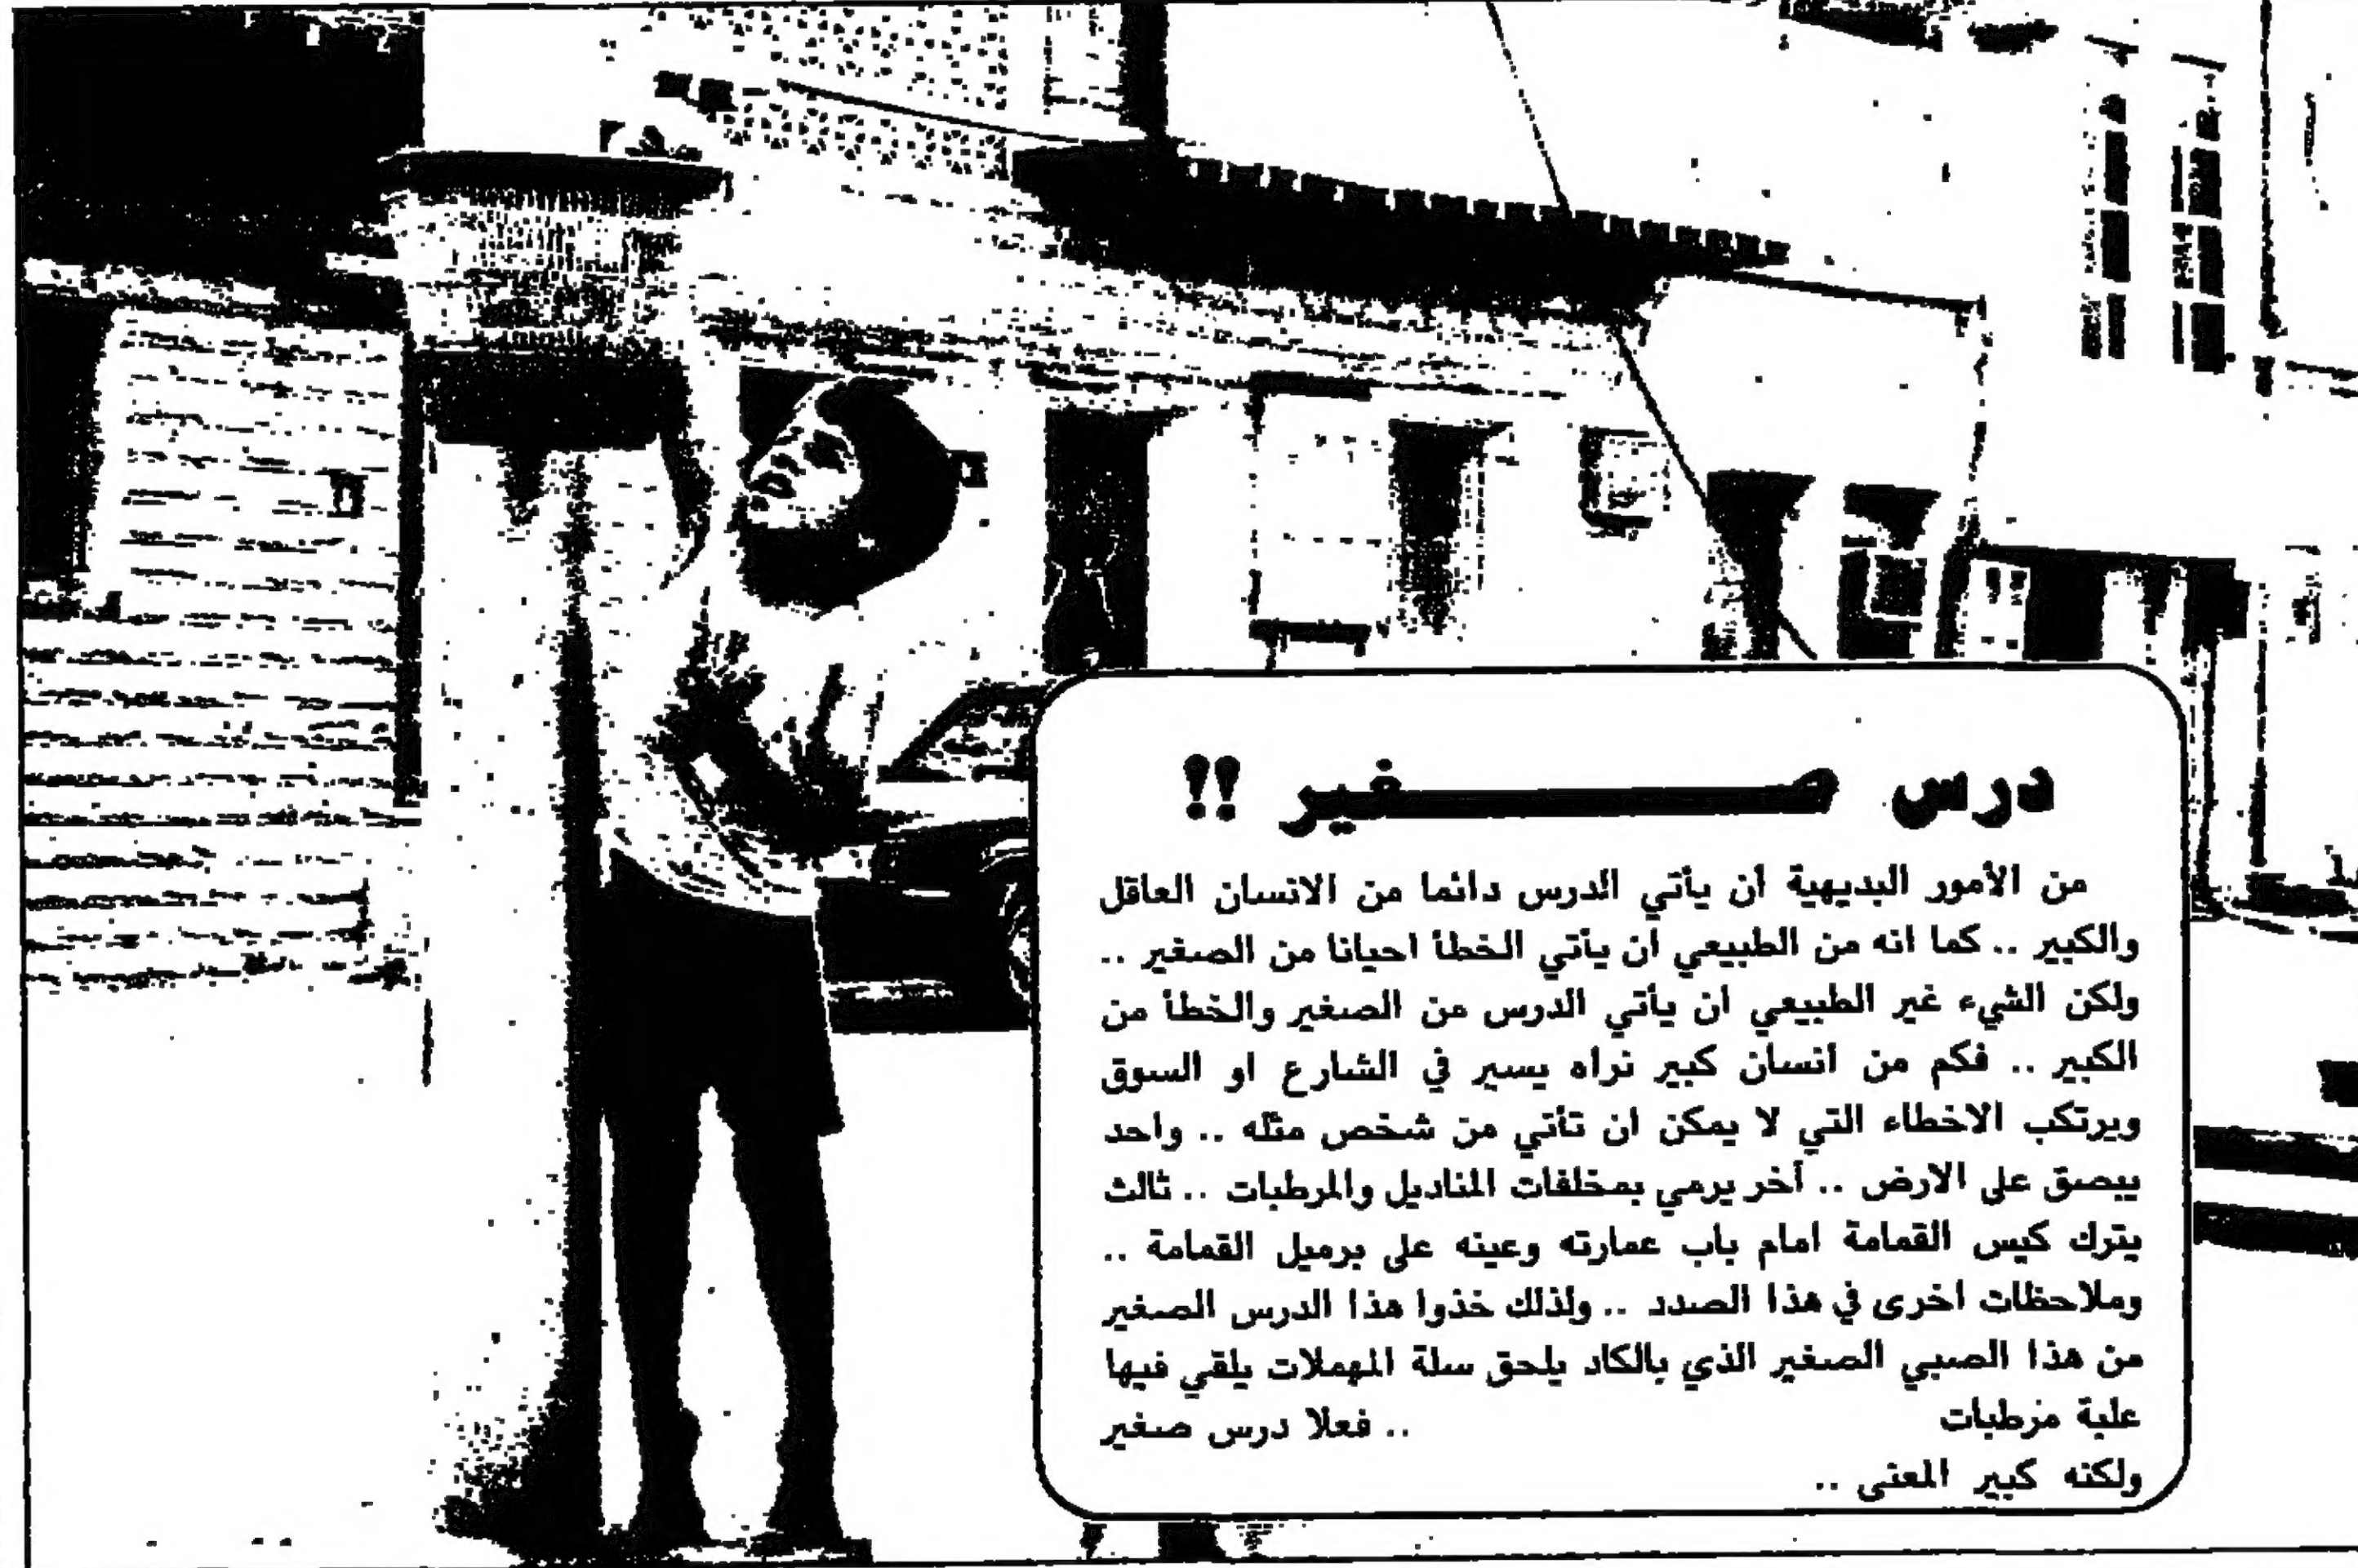 درس صغير !!
من الأمور البديهية أن يأتي الدرس دائما من الانسان العاقل
والكبير .. كما انه من الطبيعي أن يأتي الخطأ احيانا من الصغير ..
ولكن الشيء غير الطبيعي ان يأتي الدرس من الصغير والخطأ من
الكبير .. فكم من انسان كبير نراه يسير في الشارع او السوق
ويرتكب الاخطاء التي لا يمكن ان تأتي من شخص مثله .. واحد
يبصق على الارض .. آخر يرمي بمخلفات المناديل والمرطبات .. ثالث
يترك كيس القمامة امام باب عمارته وعينه على برميل القمامة ..
وملاحظات اخرى في هذا الصدد .. ولذلك خذوا هذا الدرس الصغير
من هذا الصبي الصغير الذي بالكاد يلحق سلة المهملات يلقي فيها
علبة مرطبات .. فعلا درس صغير
ولكنه كبير المعنى ..